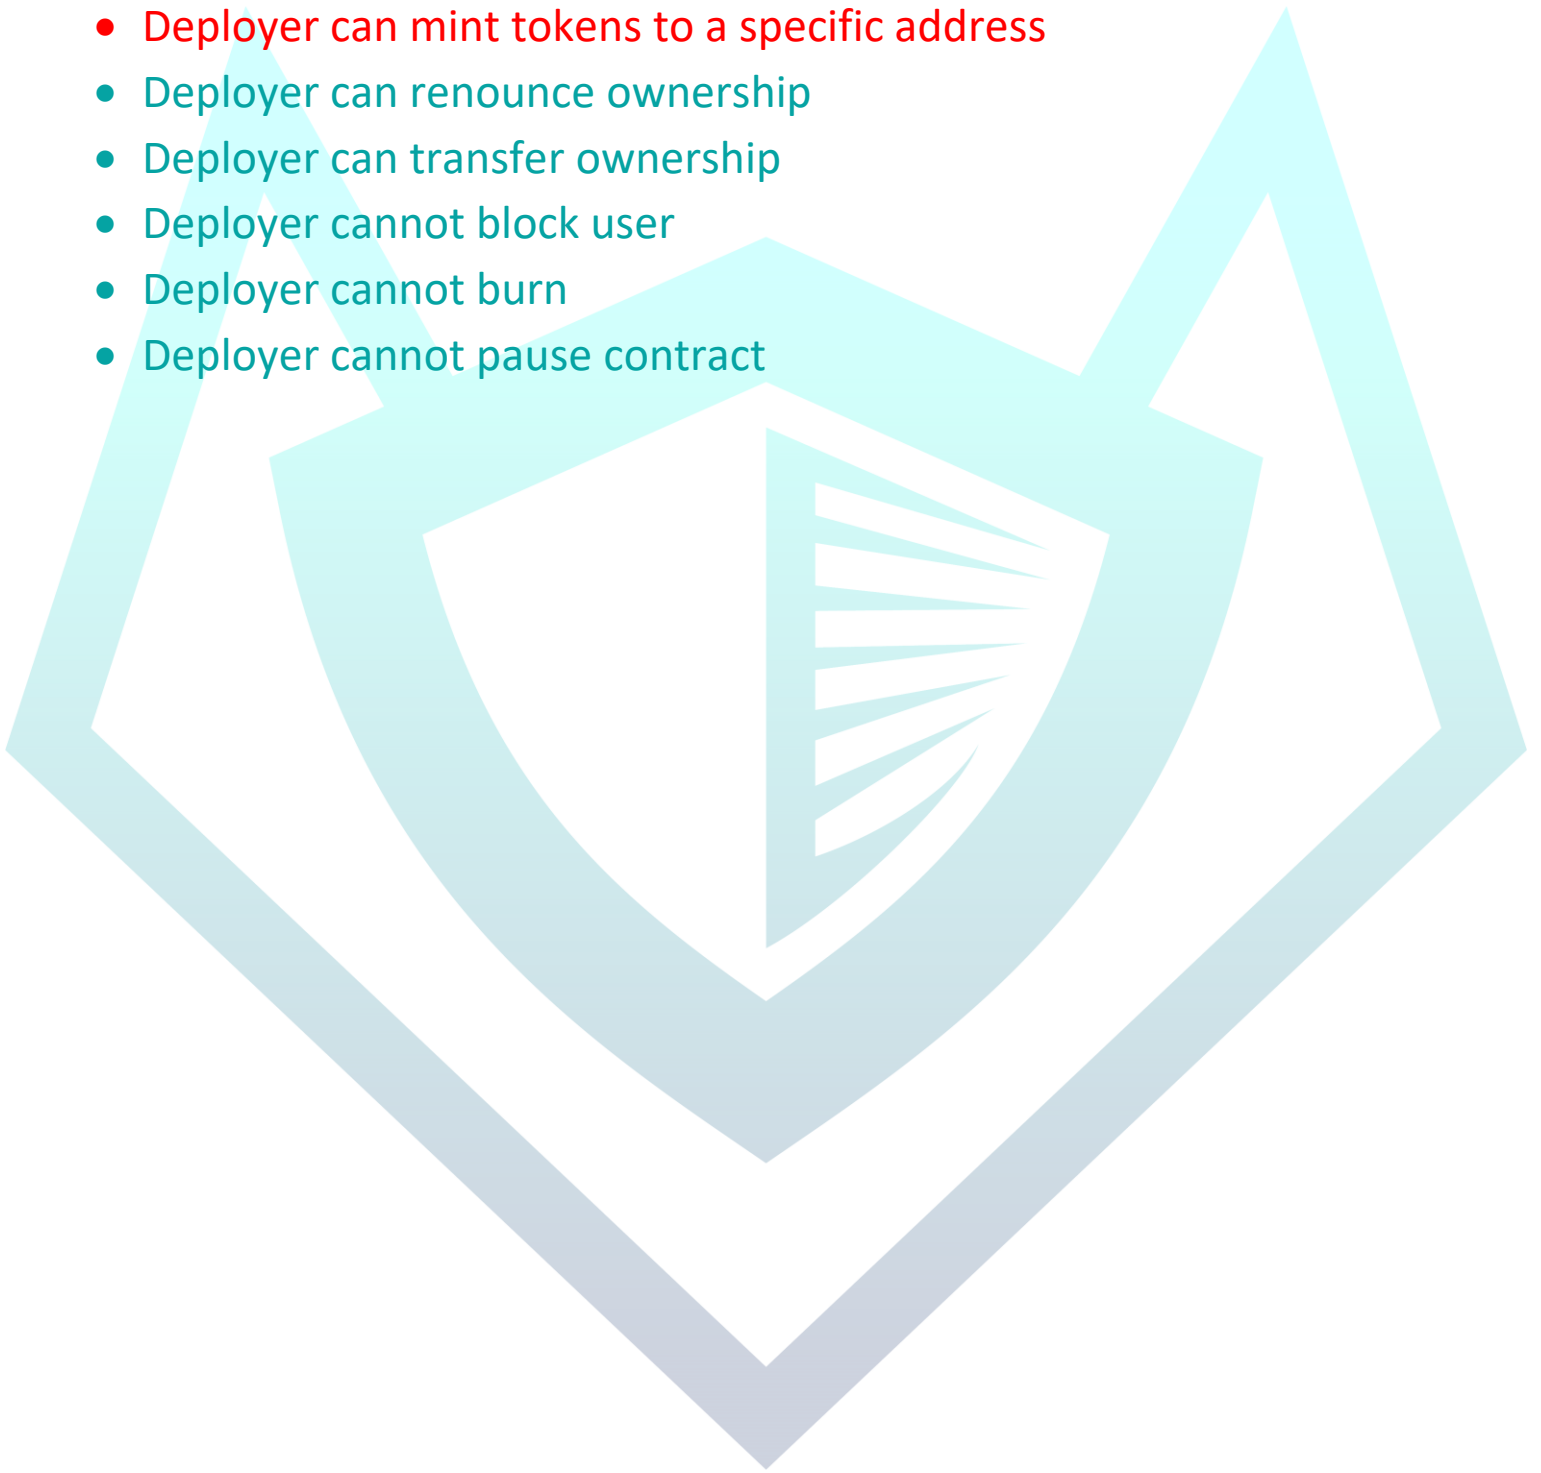 • Deployer can mint tokens to a specific address
• Deployer can renounce ownership
• Deployer can transfer ownership
• Deployer cannot block user
• Deployer cannot burn
• Deployer cannot pause contract